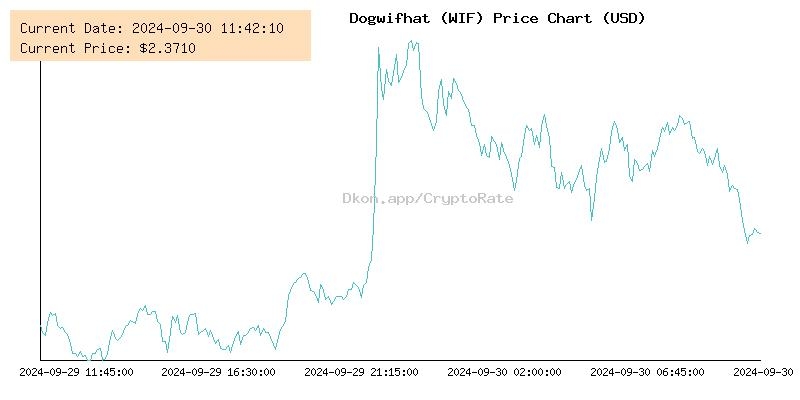 Dogwifhat (WIF) Price Chart (USD)
Current Date: 2024-09-30 11:42:10
Current Price: $2.3710
Dkon.app/CryptoRate
2024-09-29 11:45:00 2024-09-29 16:30:00 2024-09-29 21:15:00 2024-09-30 02:00:00 2024-09-30 06:45:00 2024-09-30